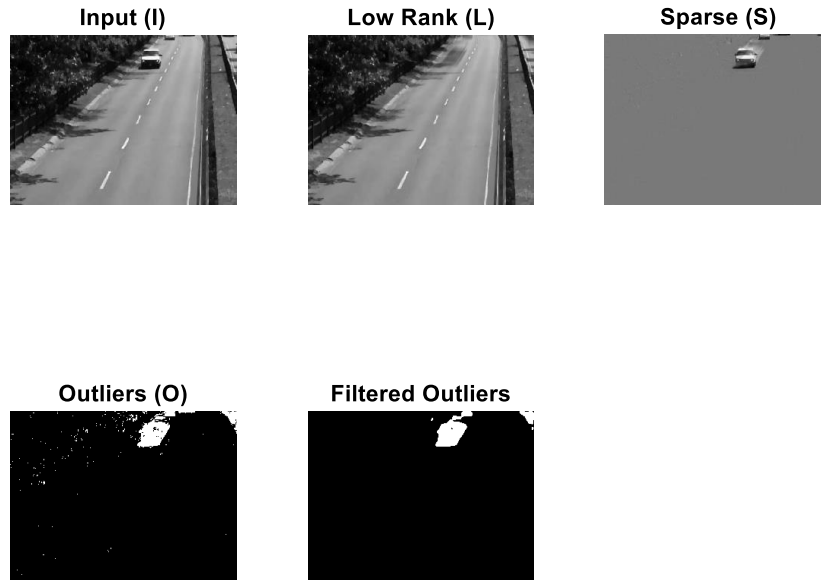 Input (I)
Low Rank (L)
Sparse (S)
Outliers (O)
Filtered Outliers